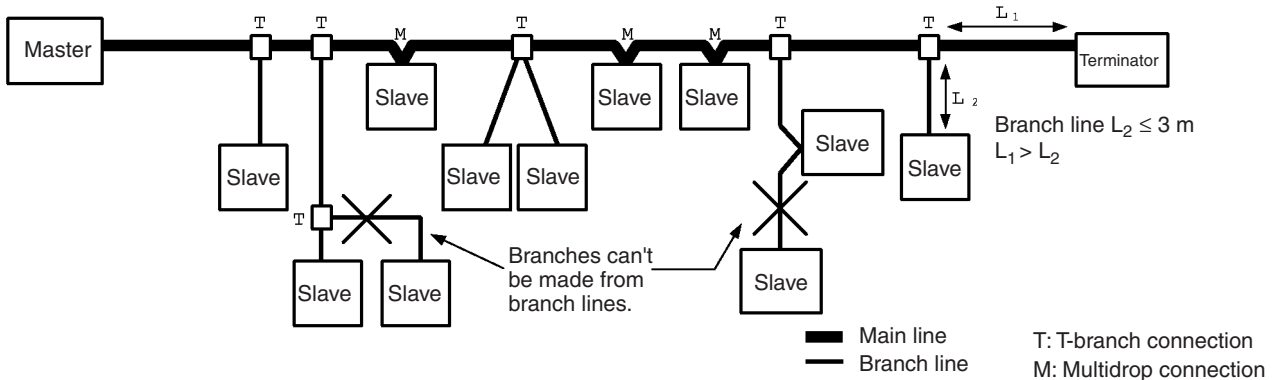 T
T
M
T
M
M
T
T
L₁
Master
Terminator
Slave
Slave
Slave
L₂
Branch line L₂ ≤ 3 m
L₁ > L₂
Slave
Slave
Slave
Slave
Slave
Slave
T
Branches can't
be made from
branch lines.
Slave
Slave
Slave
Main line
Branch line
T: T-branch connection
M: Multidrop connection